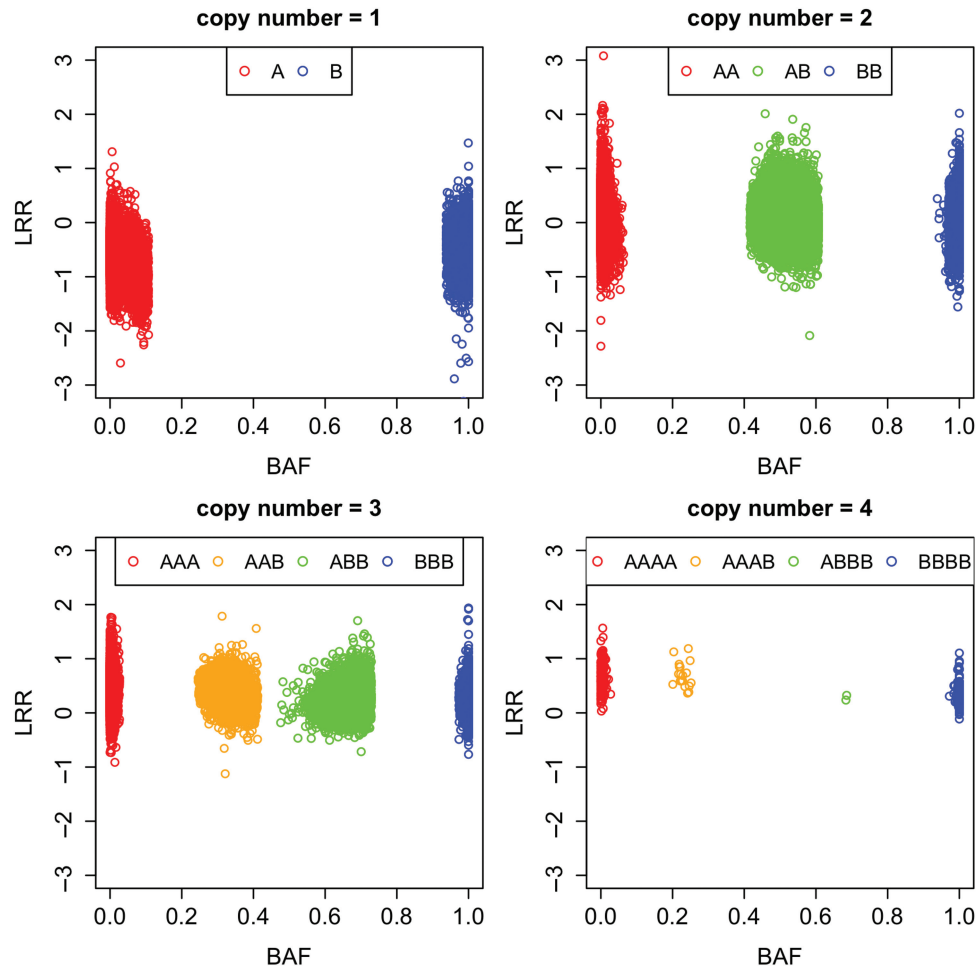 copy number = 1
A B
3
2
1
0
−1
−2
−3
LRR
0.0 0.2 0.4 0.6 0.8 1.0
BAF
copy number = 2
AA AB BB
3
2
1
0
−1
−2
−3
LRR
0.0 0.2 0.4 0.6 0.8 1.0
BAF
copy number = 3
AAA AAB ABB BBB
3
2
1
0
−1
−2
−3
LRR
0.0 0.2 0.4 0.6 0.8 1.0
BAF
copy number = 4
AAAA AAAB ABBB BBBB
3
2
1
0
−1
−2
−3
LRR
0.0 0.2 0.4 0.6 0.8 1.0
BAF